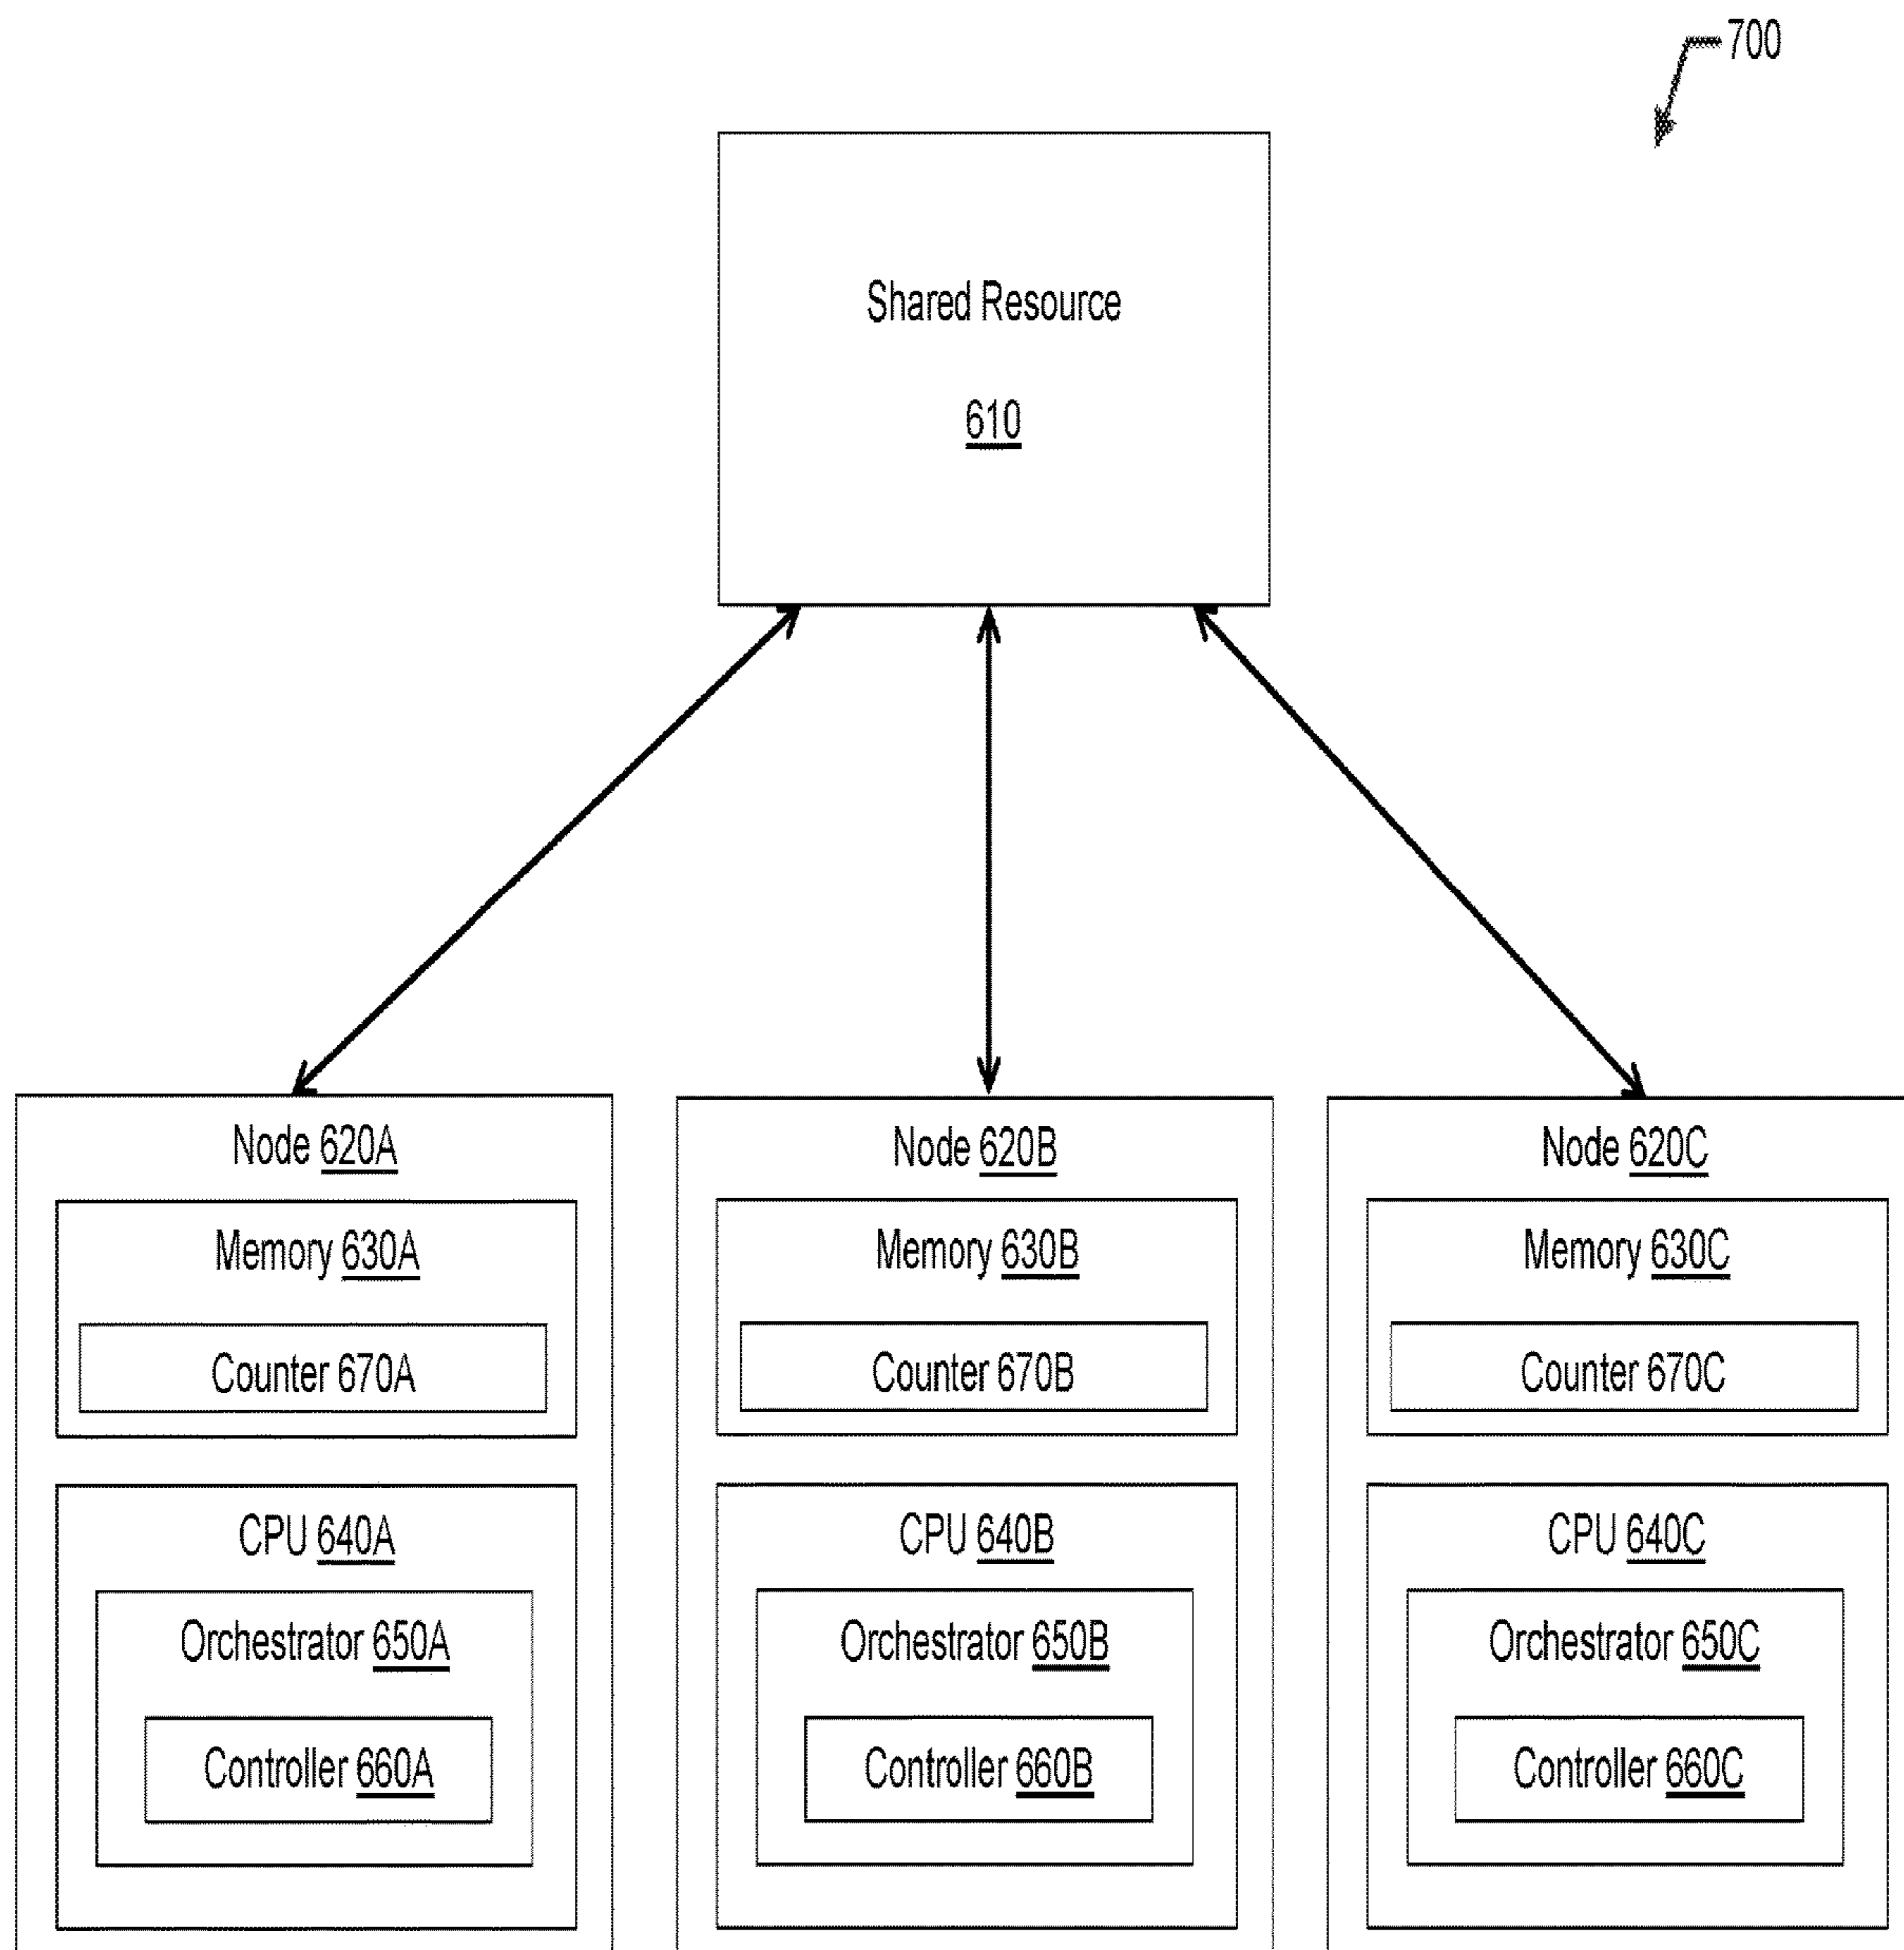 700
Shared Resource
610
Node 620A
Memory 630A
Counter 670A
CPU 640A
Orchestrator 650A
Controller 660A
Node 620B
Memory 630B
Counter 670B
CPU 640B
Orchestrator 650B
Controller 660B
Node 620C
Memory 630C
Counter 670C
CPU 640C
Orchestrator 650C
Controller 660C